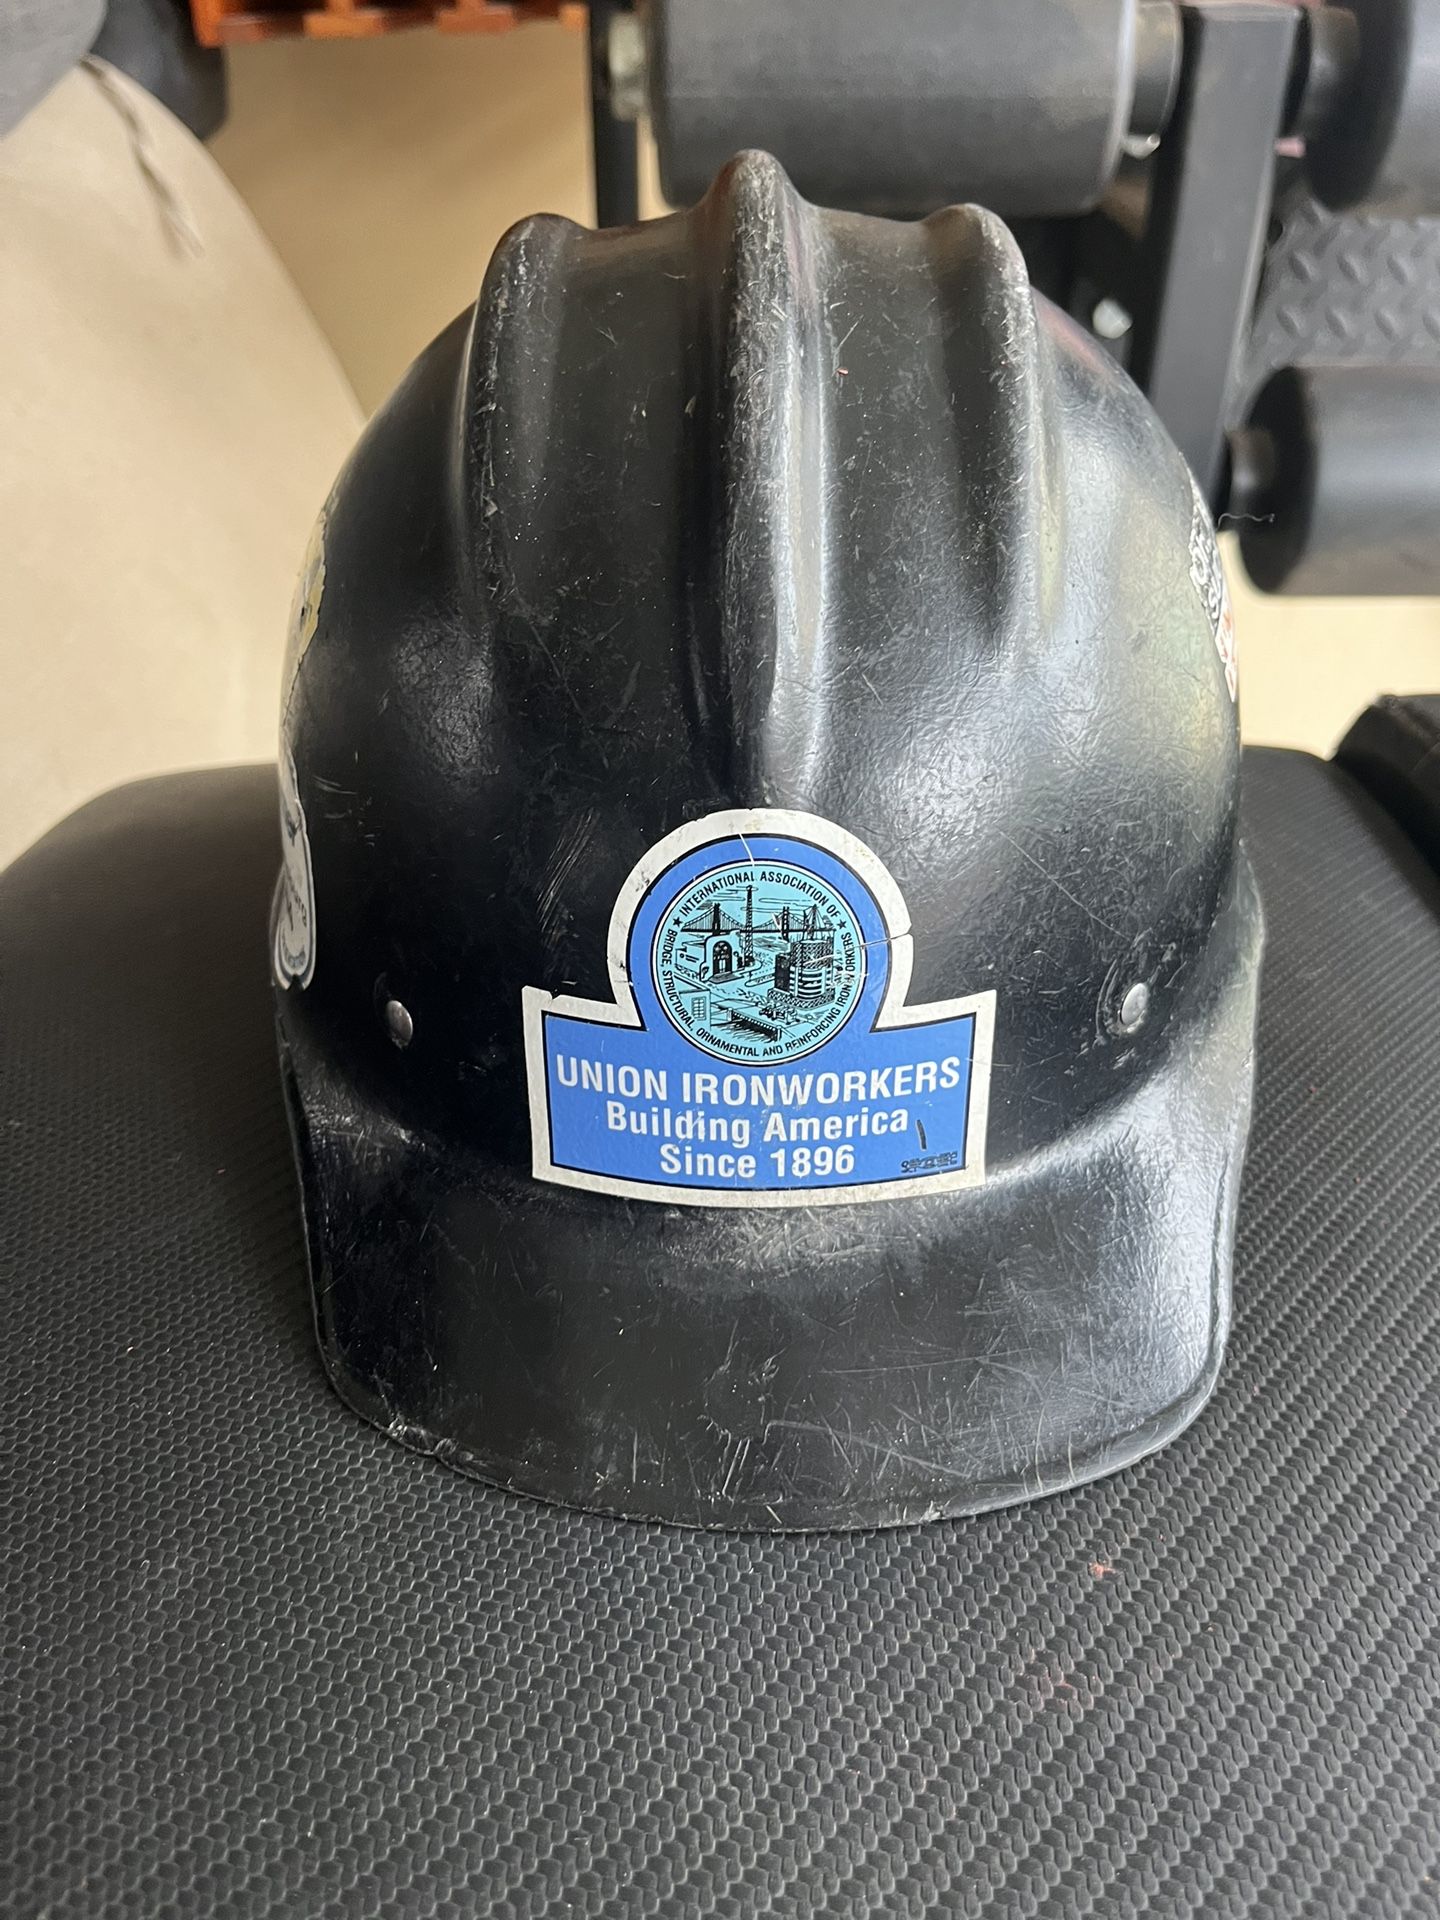 ★ INTERNATIONAL ASSOCIATION OF ★
BRIDGE, STRUCTURAL, ORNAMENTAL AND REINFORCING IRON WORKERS
UNION IRONWORKERS
Building America
Since 1896